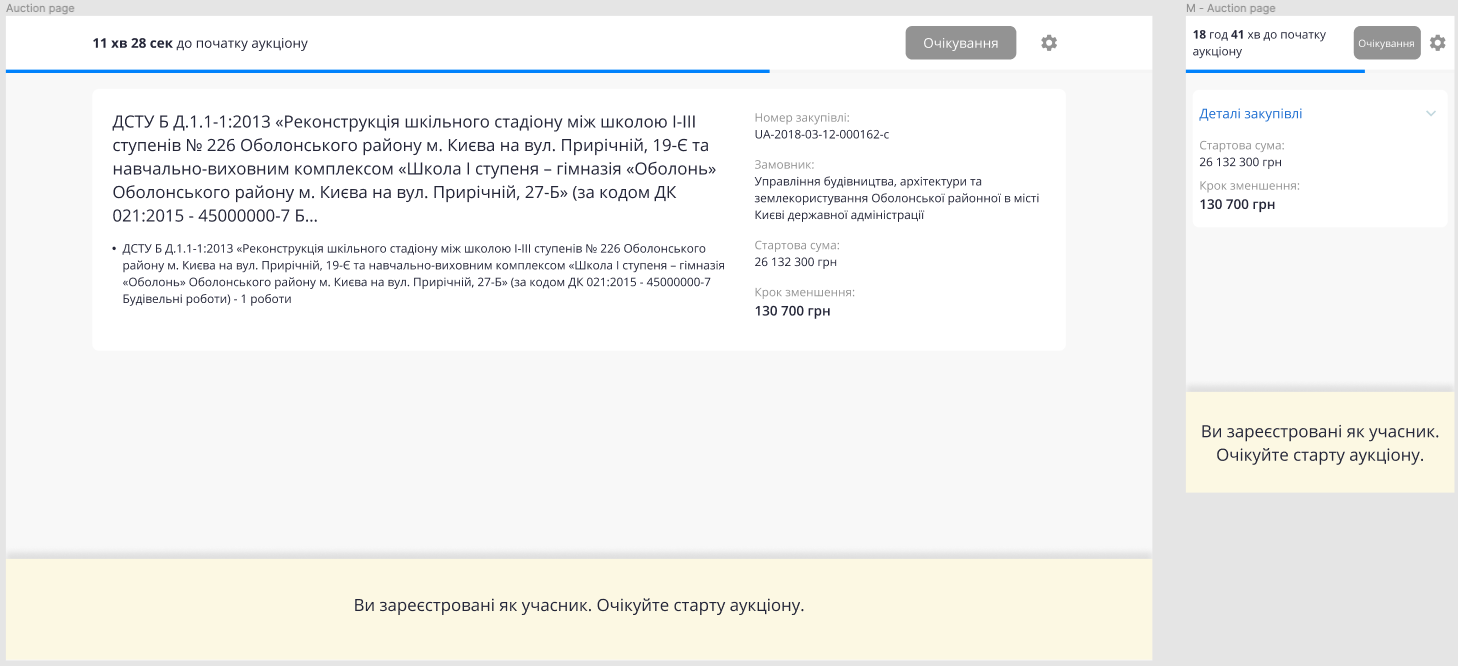 Auction page
11 хв 28 сек до початку аукціону
Очікування
ДСТУ Б Д.1.1-1:2013 «Реконструкція шкільного стадіону між школою І-ІІІ
ступенів № 226 Оболонського району м. Києва на вул. Прирічній, 19-Є та
навчально-виховним комплексом «Школа І ступеня – гімназія «Оболонь»
Оболонського району м. Києва на вул. Прирічній, 27-Б» (за кодом ДК
021:2015 - 45000000-7 Б...
• ДСТУ Б Д.1.1-1:2013 «Реконструкція шкільного стадіону між школою І-ІІІ ступенів № 226 Оболонського
району м. Києва на вул. Прирічній, 19-Є та навчально-виховним комплексом «Школа І ступеня – гімназія
«Оболонь» Оболонського району м. Києва на вул. Прирічній, 27-Б» (за кодом ДК 021:2015 - 45000000-7
Будівельні роботи) - 1 роботи
Номер закупівлі:
UA-2018-03-12-000162-c
Замовник:
Управління будівництва, архітектури та
землекористування Оболонської районної в місті
Києві державної адміністрації
Стартова сума:
26 132 300 грн
Крок зменшення:
130 700 грн
Ви зареєстровані як учасник. Очікуйте старту аукціону.
M - Auction page
18 год 41 хв до початку
аукціону
Очікування
Деталі закупівлі
Стартова сума:
26 132 300 грн
Крок зменшення:
130 700 грн
Ви зареєстровані як учасник.
Очікуйте старту аукціону.